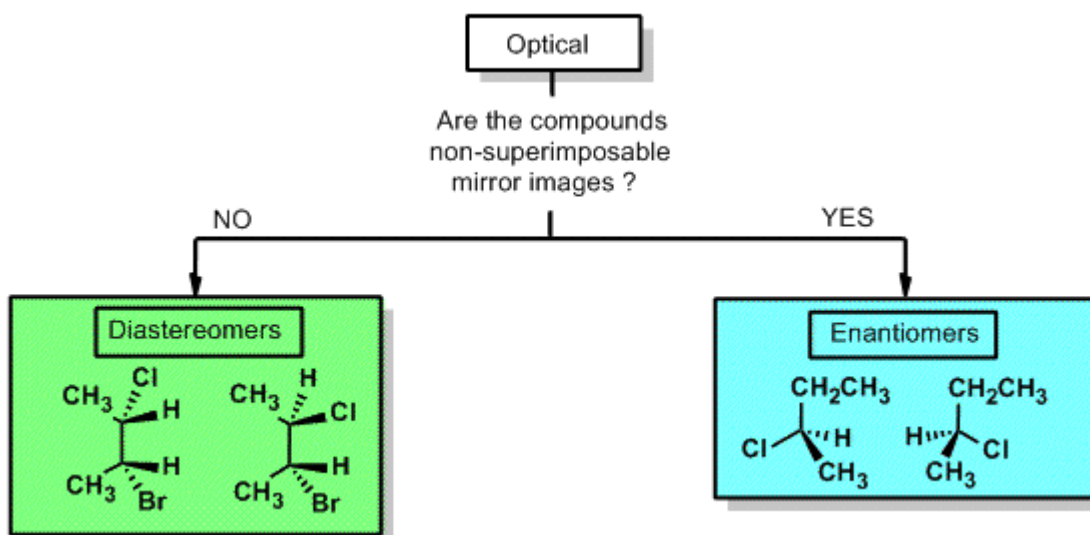 Optical
Are the compounds
non-superimposable
mirror images ?
NO
YES
Diastereomers
Cl
CH₃
H
H
CH₃
Br
H
CH₃
Cl
H
CH₃
Br
Enantiomers
CH₂CH₃
Cl
H
CH₃
CH₂CH₃
H
Cl
CH₃